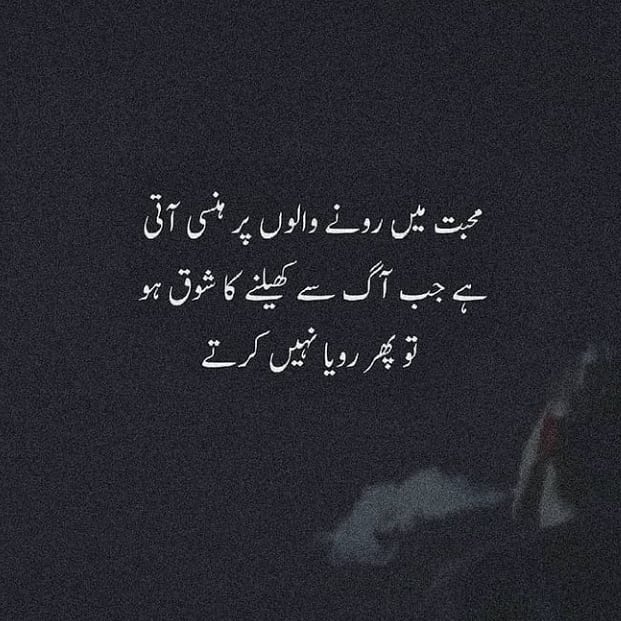 محبت میں رونے والوں پر ہنسی آتی
ہے جب آگ سے کھیلنے کا شوق ہو
تو پھر رویا نہیں کرتے